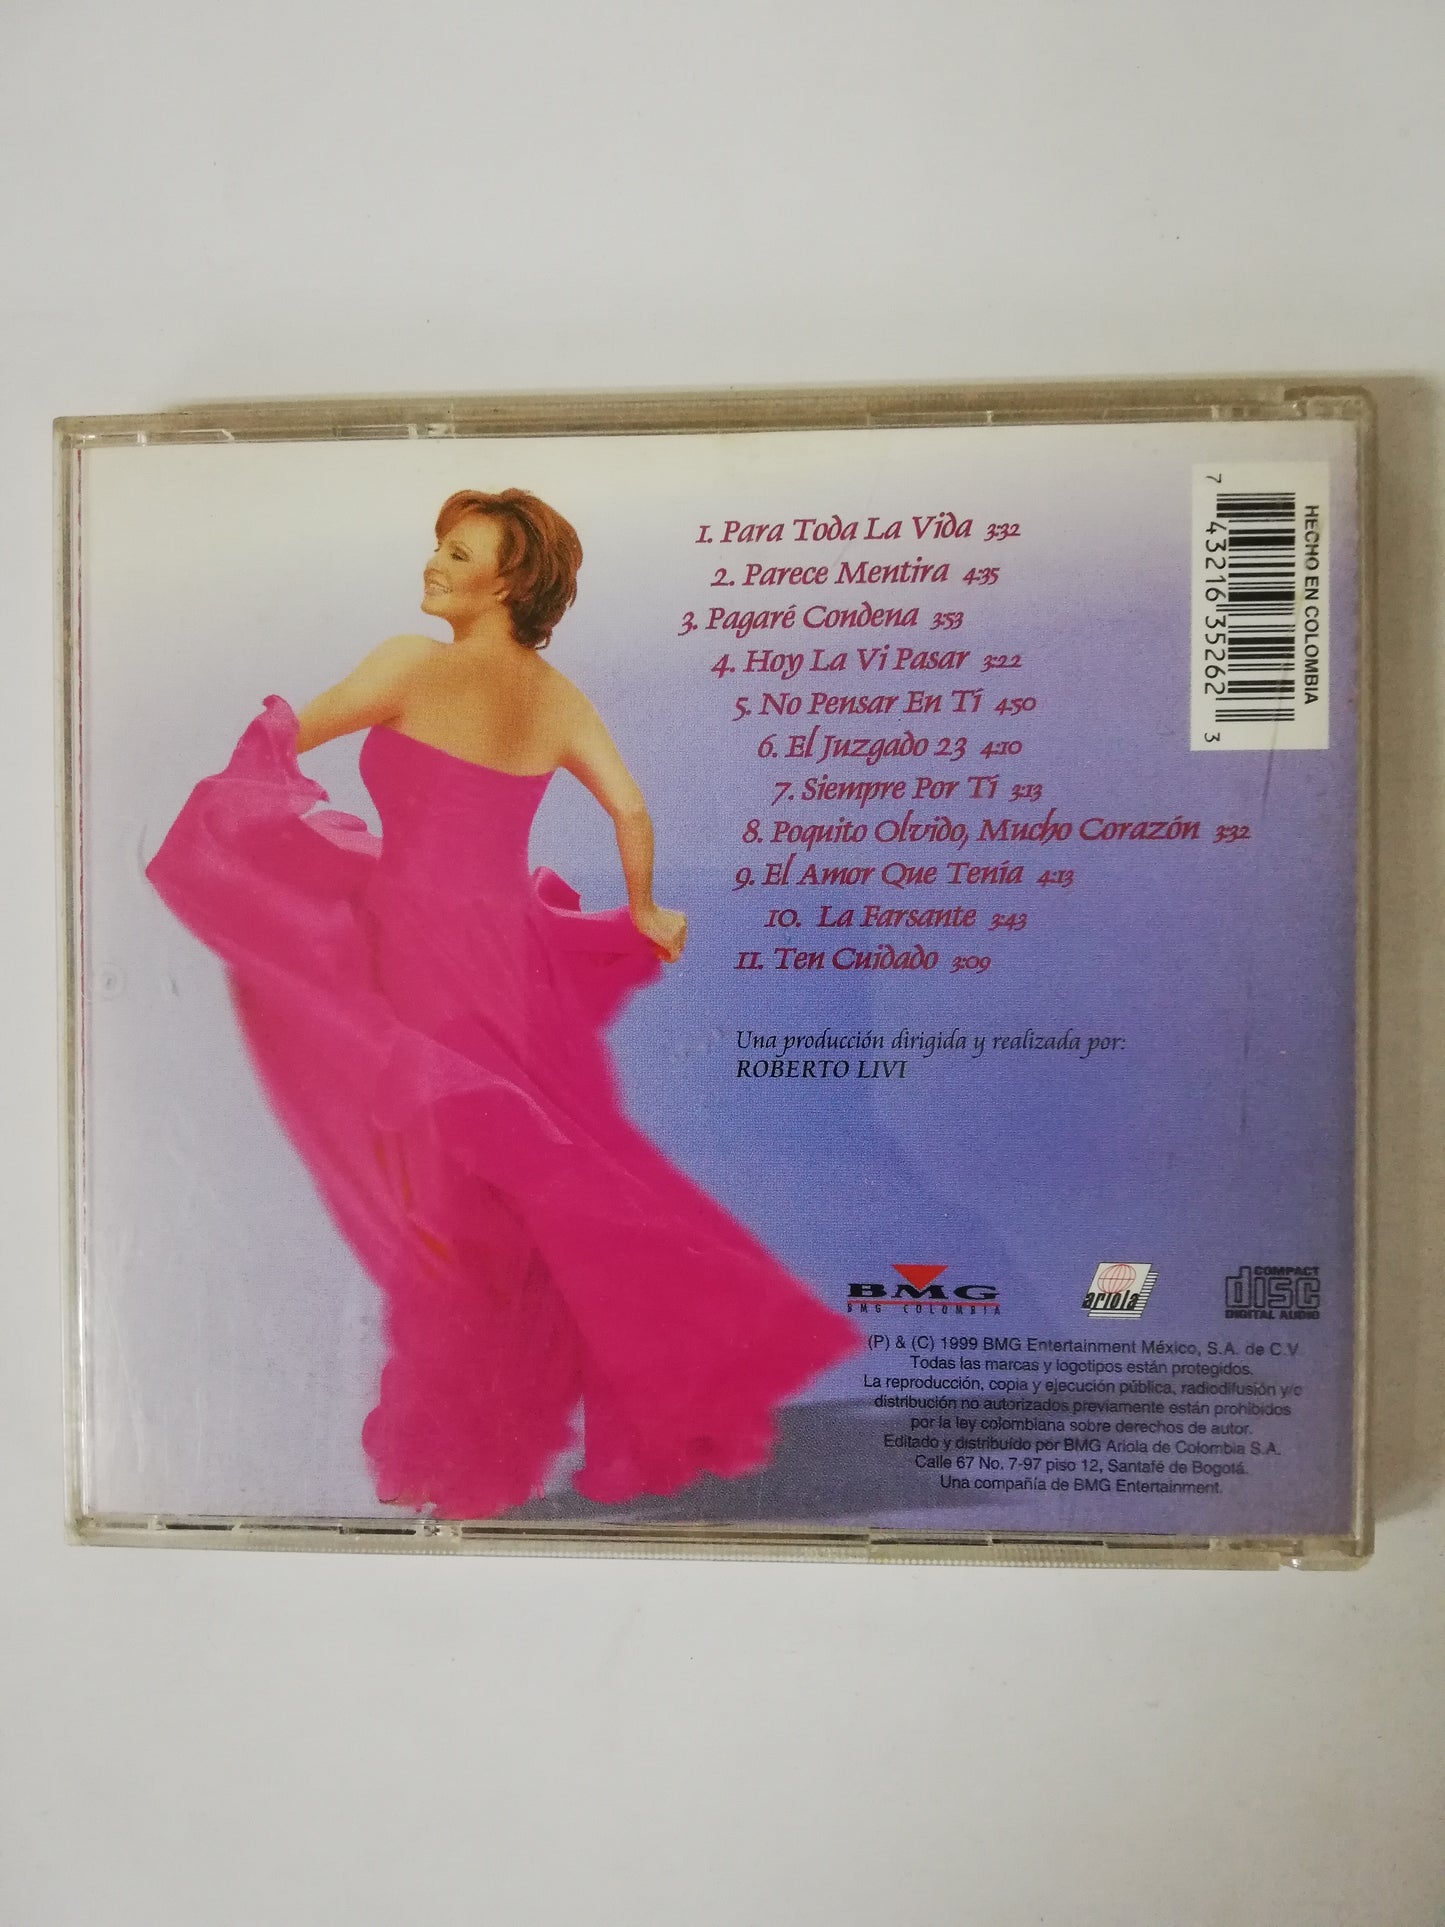 1. Para Toda La Vida 3:32
2. Parece Mentira 4:35
3. Pagaré Condena 3:53
4. Hoy La Vi Pasar 3:22
5. No Pensar En Tí 4:50
6. El Juzgado 23 4:10
7. Siempre Por Tí 3:13
8. Poquito Olvido, Mucho Corazón 3:32
9. El Amor Que Tenía 4:13
10. La Farsante 3:43
11. Ten Cuidado 3:09
Una producción dirigida y realizada por:
ROBERTO LIVI
HECHO EN COLOMBIA
7 43216 35262 3
BMG
BMG COLOMBIA
ariola
COMPACT
disc
DIGITAL AUDIO
(P) & (C) 1999 BMG Entertainment México, S.A. de C.V
Todas las marcas y logotipos están protegidos.
La reproducción, copia y ejecución pública, radiodifusión y/o
distribución no autorizados previamente están prohibidos
por la ley colombiana sobre derechos de autor.
Editado y distribuído por BMG Ariola de Colombia S.A.
Calle 67 No. 7-97 piso 12, Santafé de Bogotá.
Una compañía de BMG Entertainment.